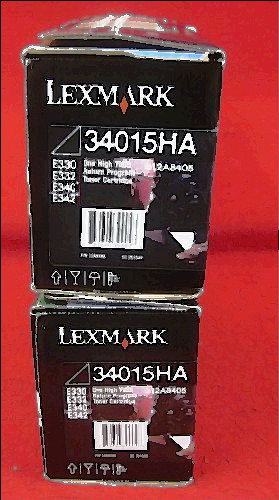 LEXMARK
34015HA
E330 One High Yield 12A8405
E332 Return Program
E340 Toner Cartridge
E342
LEXMARK
34015HA
E330 One High Yield 12A8405
E332 Return Program
E340 Toner Cartridge
E342